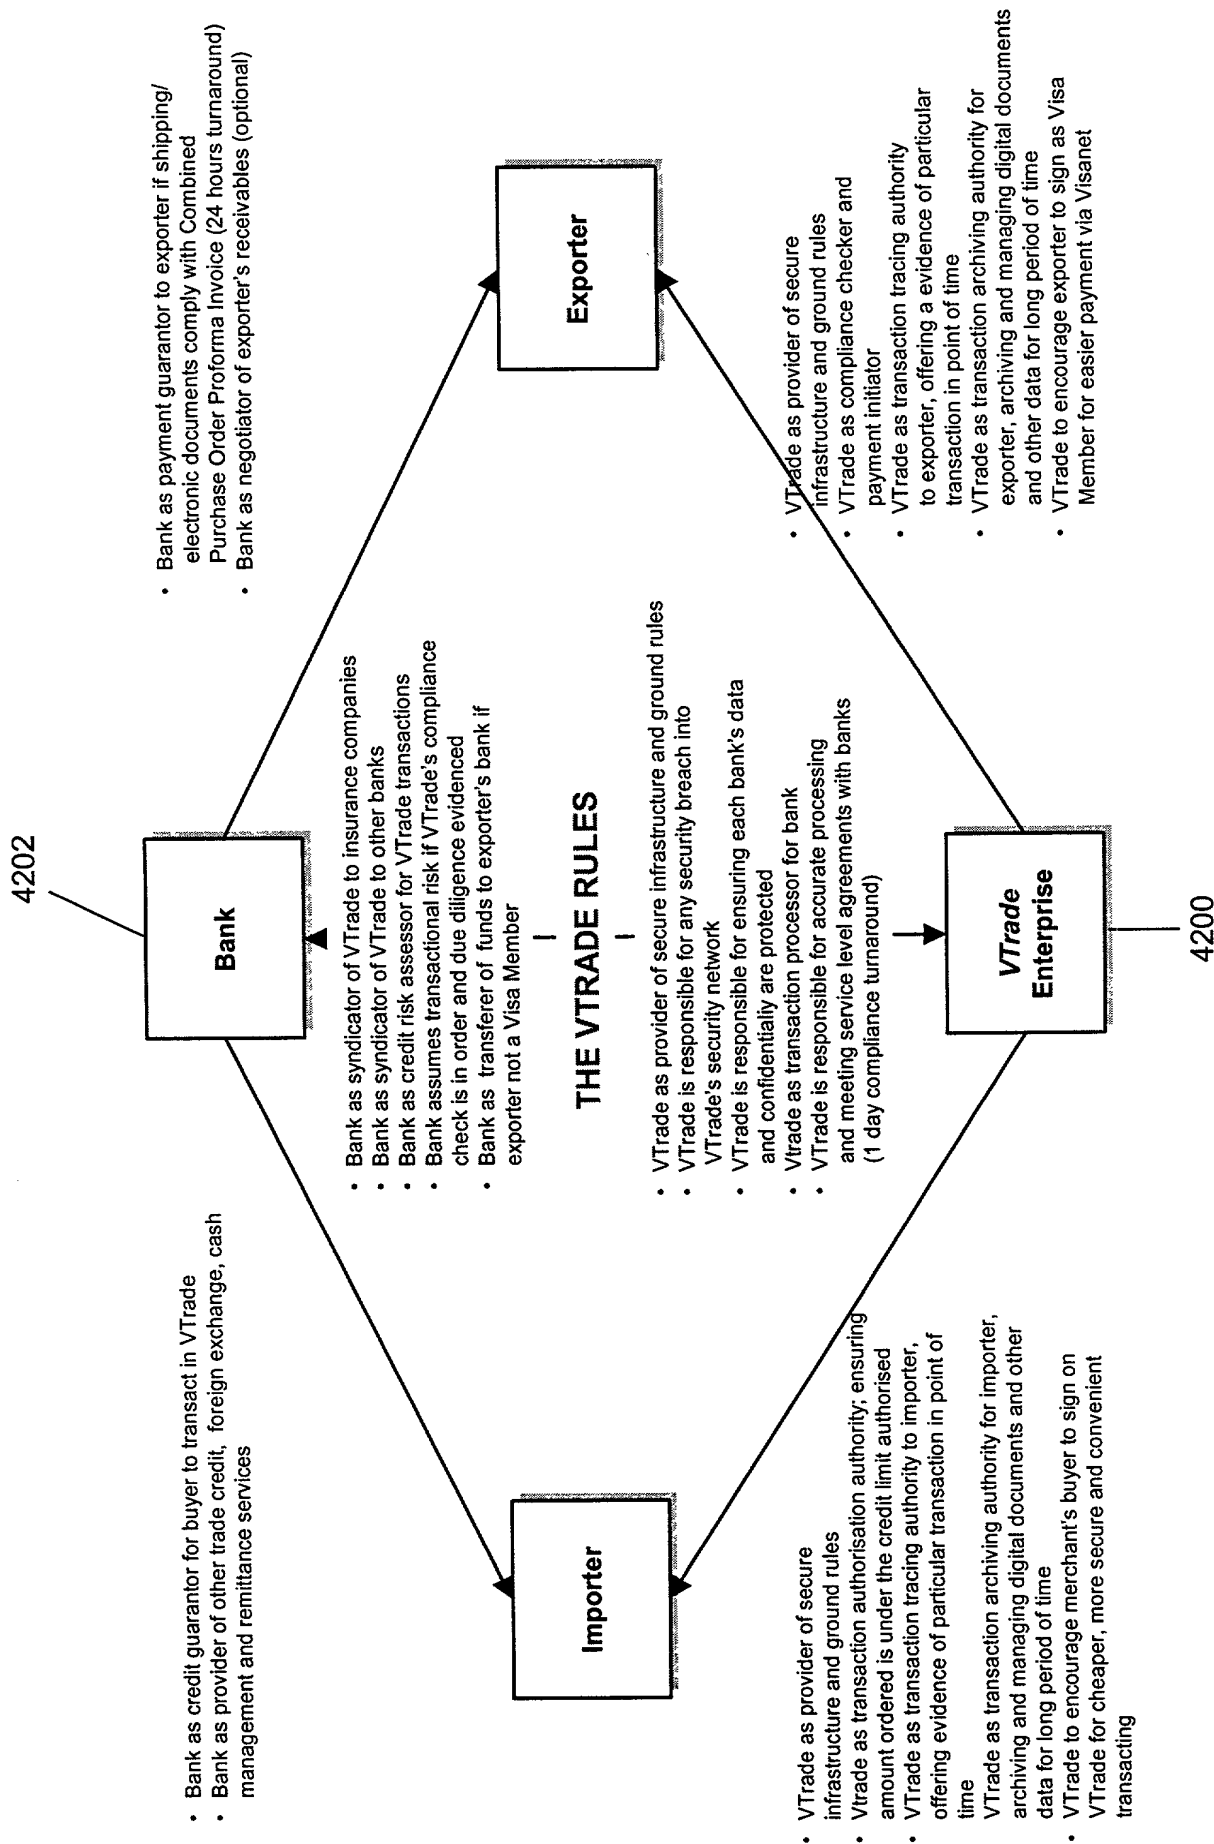 4202
Bank
• Bank as credit guarantor for buyer to transact in VTrade
• Bank as provider of other trade credit, foreign exchange, cash
management and remittance services
• Bank as payment guarantor to exporter if shipping/
electronic documents comply with Combined
Purchase Order Proforma Invoice (24 hours turnaround)
• Bank as negotiator of exporter's receivables (optional)
• Bank as syndicator of VTrade to insurance companies
• Bank as syndicator of VTrade to other banks
• Bank as credit risk assessor for VTrade transactions
• Bank assumes transactional risk if VTrade's compliance
check is in order and due diligence evidenced
• Bank as transferer of funds to exporter's bank if
exporter not a Visa Member
Importer
THE VTRADE RULES
Exporter
• VTrade as provider of secure infrastructure and ground rules
• VTrade is responsible for any security breach into
VTrade's security network
• VTrade is responsible for ensuring each bank's data
and confidentially are protected
• Vtrade as transaction processor for bank
• VTrade is responsible for accurate processing
and meeting service level agreements with banks
(1 day compliance turnaround)
• VTrade as provider of secure
infrastructure and ground rules
• Vtrade as transaction authorisation authority; ensuring
amount ordered is under the credit limit authorised
• VTrade as transaction tracing authority to importer,
offering evidence of particular transaction in point of
time
VTrade as transaction archiving authority for importer,
archiving and managing digital documents and other
data for long period of time
• VTrade to encourage merchant's buyer to sign on
VTrade for cheaper, more secure and convenient
transacting
• VTrade as provider of secure
infrastructure and ground rules
• VTrade as compliance checker and
payment initiator
• VTrade as transaction tracing authority
to exporter, offering a evidence of particular
transaction in point of time
• VTrade as transaction archiving authority for
exporter, archiving and managing digital documents
and other data for long period of time
• VTrade to encourage exporter to sign as Visa
Member for easier payment via Visanet
VTrade
Enterprise
4200